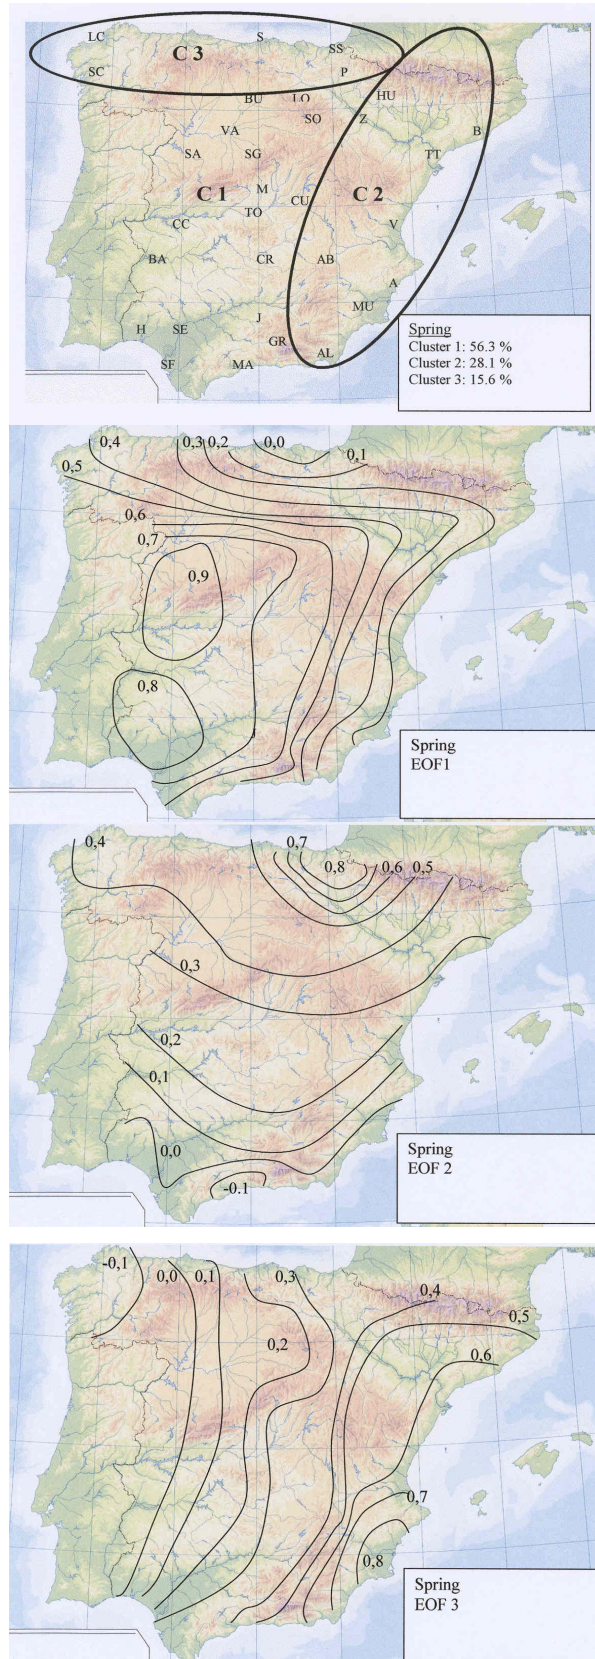 LC S
C 3 SS
SC P
BU LO HU
SO Z
VA B
SA SG TT
M
C 1 CU C 2
TO
CC V
BA CR AB
A
MU
J
H SE
GR
SF MA AL
Spring
Cluster 1: 56.3 %
Cluster 2: 28.1 %
Cluster 3: 15.6 %
0,4 0,3 0,2 0,0
0,1
0,5
0,6
0,7
0,9
0,8
Spring
EOF1
0,4 0,7
0,8 0,6 0,5
0,3
0,2
0,1
0,0
-0.1
Spring
EOF 2
-0,1 0,0 0,1 0,3
0,4
0,5
0,2
0,6
0,7
0,8
Spring
EOF 3